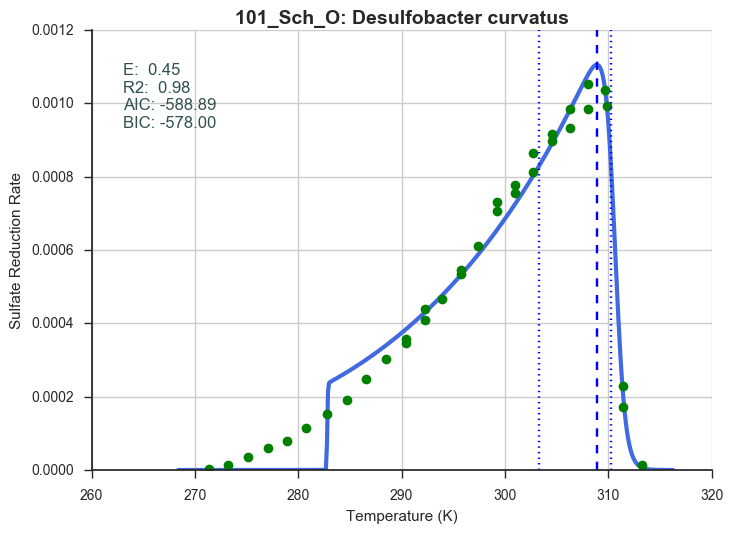 101_Sch_O: Desulfobacter curvatus
E:  0.45
R2:  0.98
AIC: -588.89
BIC: -578.00
0.0012
0.0010
0.0008
0.0006
0.0004
0.0002
0.0000
Sulfate Reduction Rate
260 270 280 290 300 310 320
Temperature (K)